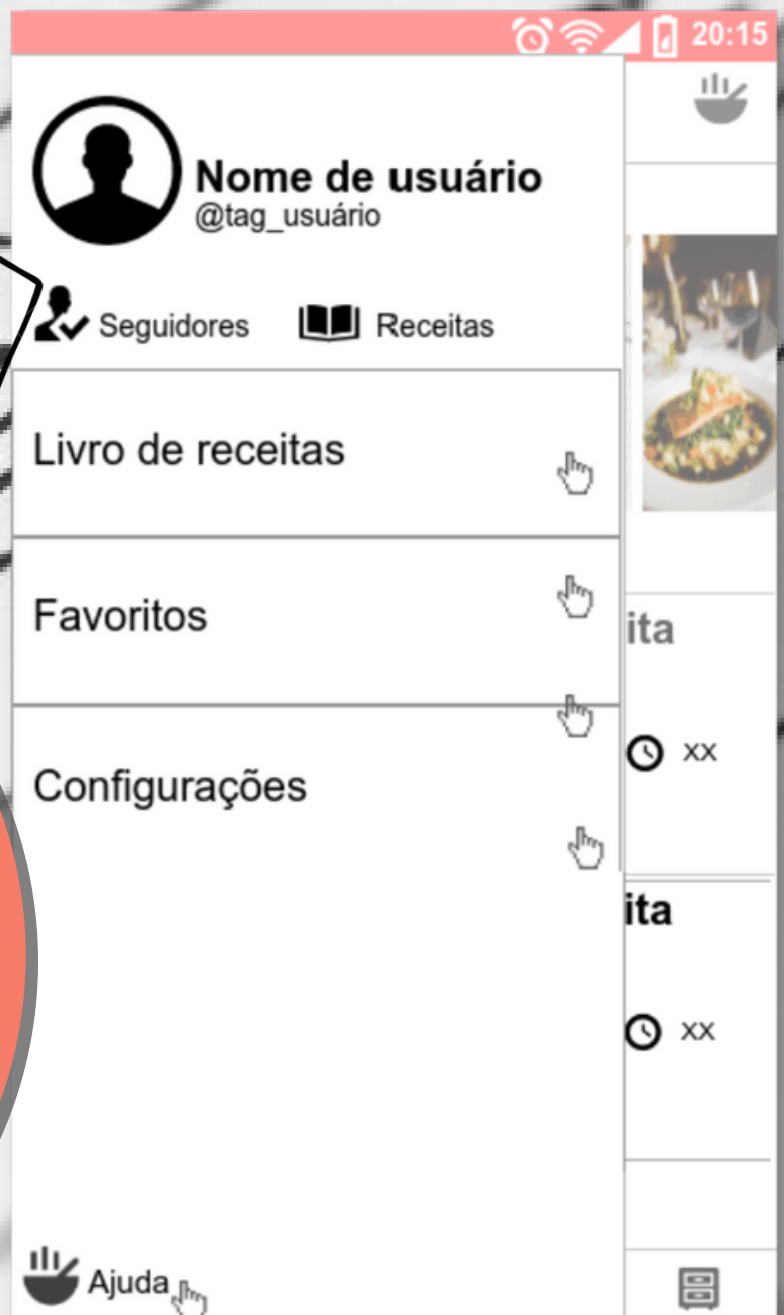 20:15
Nome de usuário
@tag_usuário
Seguidores Receitas
Livro de receitas
Favoritos
ita
xx
Configurações
ita
xx
Ajuda